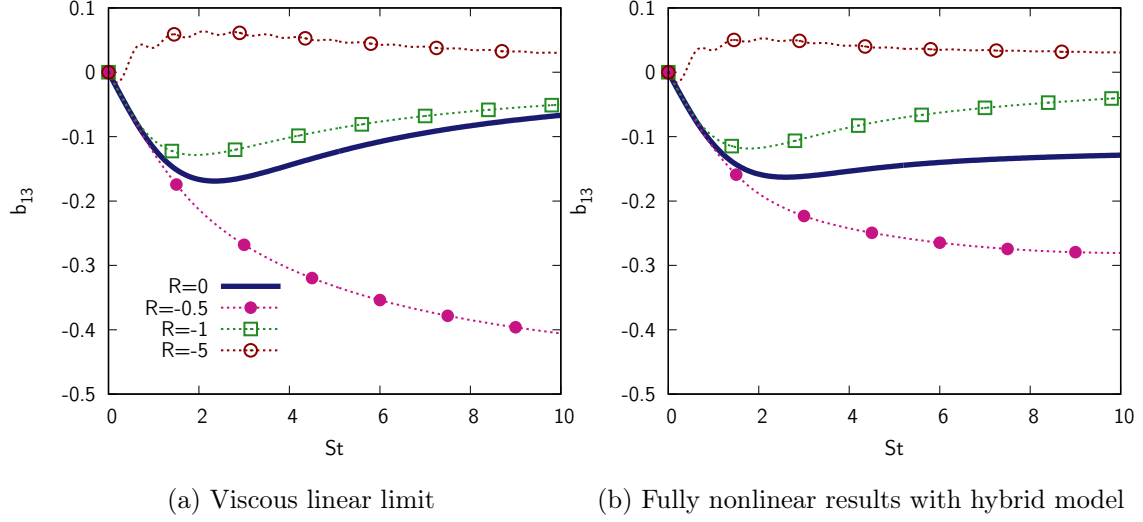 0.1
0
-0.1
-0.2
-0.3
-0.4
-0.5
b13
0 2 4 6 8 10
St
R=0
R=-0.5
R=-1
R=-5
(a) Viscous linear limit
0.1
0
-0.1
-0.2
-0.3
-0.4
-0.5
b13
0 2 4 6 8 10
St
(b) Fully nonlinear results with hybrid model